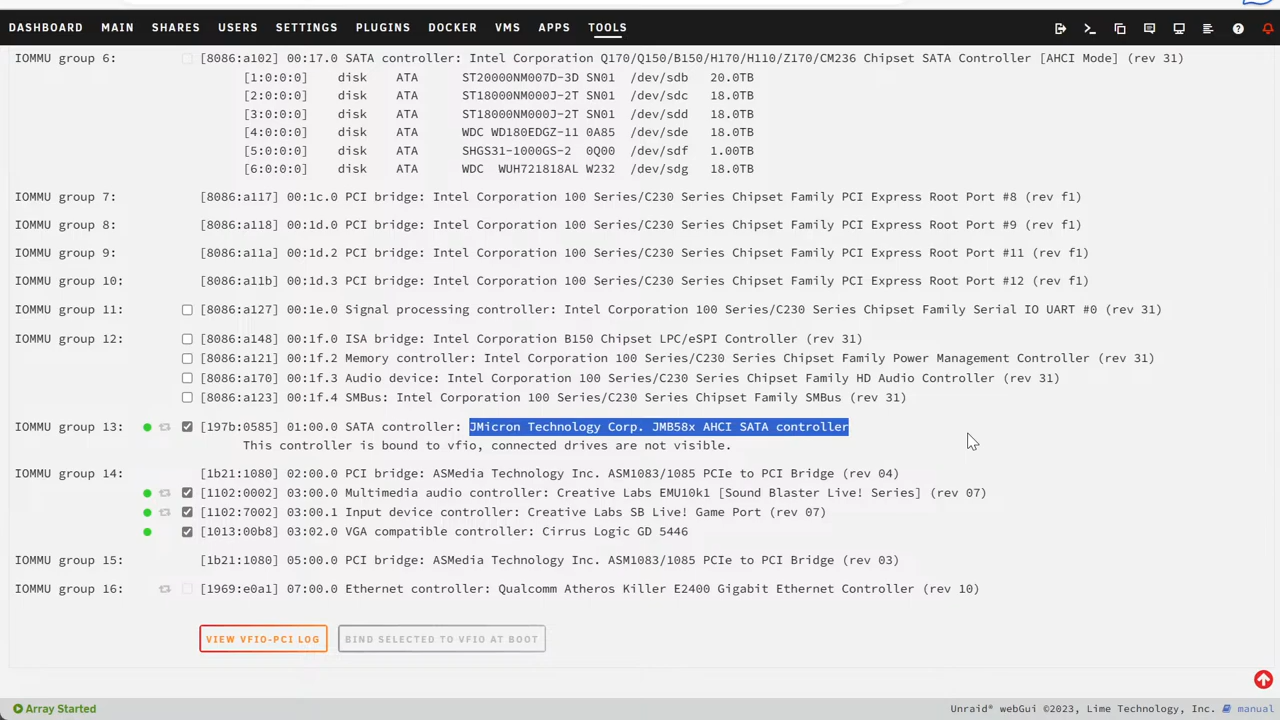 DASHBOARD MAIN SHARES USERS SETTINGS PLUGINS DOCKER VMS APPS TOOLS
IOMMU group 6: [8086:a102] 00:17.0 SATA controller: Intel Corporation Q170/Q150/B150/H170/H110/Z170/CM236 Chipset SATA Controller [AHCI Mode] (rev 31)
[1:0:0:0] disk ATA ST20000NM007D-3D SN01 /dev/sdb 20.0TB
[2:0:0:0] disk ATA ST18000NM000J-2T SN01 /dev/sdc 18.0TB
[3:0:0:0] disk ATA ST18000NM000J-2T SN01 /dev/sdd 18.0TB
[4:0:0:0] disk ATA WDC WD180EDGZ-11 0A85 /dev/sde 18.0TB
[5:0:0:0] disk ATA SHGS31-1000GS-2 0Q00 /dev/sdf 1.00TB
[6:0:0:0] disk ATA WDC WUH721818AL W232 /dev/sdg 18.0TB
IOMMU group 7: [8086:a117] 00:1c.0 PCI bridge: Intel Corporation 100 Series/C230 Series Chipset Family PCI Express Root Port #8 (rev f1)
IOMMU group 8: [8086:a118] 00:1d.0 PCI bridge: Intel Corporation 100 Series/C230 Series Chipset Family PCI Express Root Port #9 (rev f1)
IOMMU group 9: [8086:a11a] 00:1d.2 PCI bridge: Intel Corporation 100 Series/C230 Series Chipset Family PCI Express Root Port #11 (rev f1)
IOMMU group 10: [8086:a11b] 00:1d.3 PCI bridge: Intel Corporation 100 Series/C230 Series Chipset Family PCI Express Root Port #12 (rev f1)
IOMMU group 11: [8086:a127] 00:1e.0 Signal processing controller: Intel Corporation 100 Series/C230 Series Chipset Family Serial IO UART #0 (rev 31)
IOMMU group 12: [8086:a148] 00:1f.0 ISA bridge: Intel Corporation B150 Chipset LPC/eSPI Controller (rev 31)
[8086:a121] 00:1f.2 Memory controller: Intel Corporation 100 Series/C230 Series Chipset Family Power Management Controller (rev 31)
[8086:a170] 00:1f.3 Audio device: Intel Corporation 100 Series/C230 Series Chipset Family HD Audio Controller (rev 31)
[8086:a123] 00:1f.4 SMBus: Intel Corporation 100 Series/C230 Series Chipset Family SMBus (rev 31)
IOMMU group 13: [197b:0585] 01:00.0 SATA controller: JMicron Technology Corp. JMB58x AHCI SATA controller
This controller is bound to vfio, connected drives are not visible.
IOMMU group 14: [1b21:1080] 02:00.0 PCI bridge: ASMedia Technology Inc. ASM1083/1085 PCIe to PCI Bridge (rev 04)
[1102:0002] 03:00.0 Multimedia audio controller: Creative Labs EMU10k1 [Sound Blaster Live! Series] (rev 07)
[1102:7002] 03:00.1 Input device controller: Creative Labs SB Live! Game Port (rev 07)
[1013:00b8] 03:02.0 VGA compatible controller: Cirrus Logic GD 5446
IOMMU group 15: [1b21:1080] 05:00.0 PCI bridge: ASMedia Technology Inc. ASM1083/1085 PCIe to PCI Bridge (rev 03)
IOMMU group 16: [1969:e0a1] 07:00.0 Ethernet controller: Qualcomm Atheros Killer E2400 Gigabit Ethernet Controller (rev 10)
VIEW VFIO-PCI LOG BIND SELECTED TO VFIO AT BOOT
Array Started Unraid® webGui ©2023, Lime Technology, Inc. manual